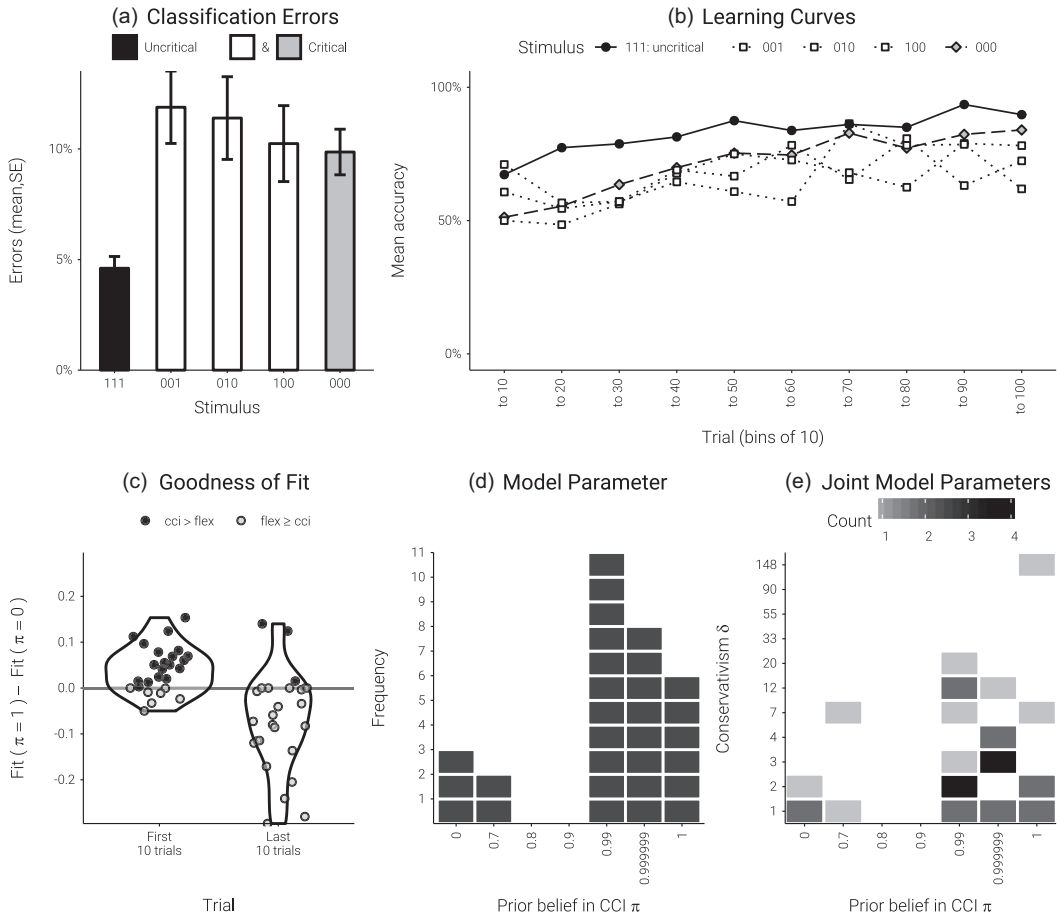 (a) Classification Errors
Uncritical & Critical
Errors (mean,SE)
10%
5%
0%
111 001 010 100 000
Stimulus
(b) Learning Curves
Stimulus 111: uncritical 001 010 100 000
Mean accuracy
100%
50%
0%
to 10 to 20 to 30 to 40 to 50 to 60 to 70 to 80 to 90 to 100
Trial (bins of 10)
(c) Goodness of Fit
cci > flex flex ≥ cci
Fit ( π = 1 ) − Fit ( π = 0 )
0.2
0.1
0.0
-0.1
-0.2
First Last
10 trials 10 trials
Trial
(d) Model Parameter
Frequency
11
10
9
8
7
6
5
4
3
2
1
0 0.7 0.8 0.9 0.99 0.999999 1
Prior belief in CCI π
(e) Joint Model Parameters
Count
1 2 3 4
Conservativism δ
148
90
55
33
20
12
7
4
3
2
1
0 0.7 0.8 0.9 0.99 0.999999 1
Prior belief in CCI π